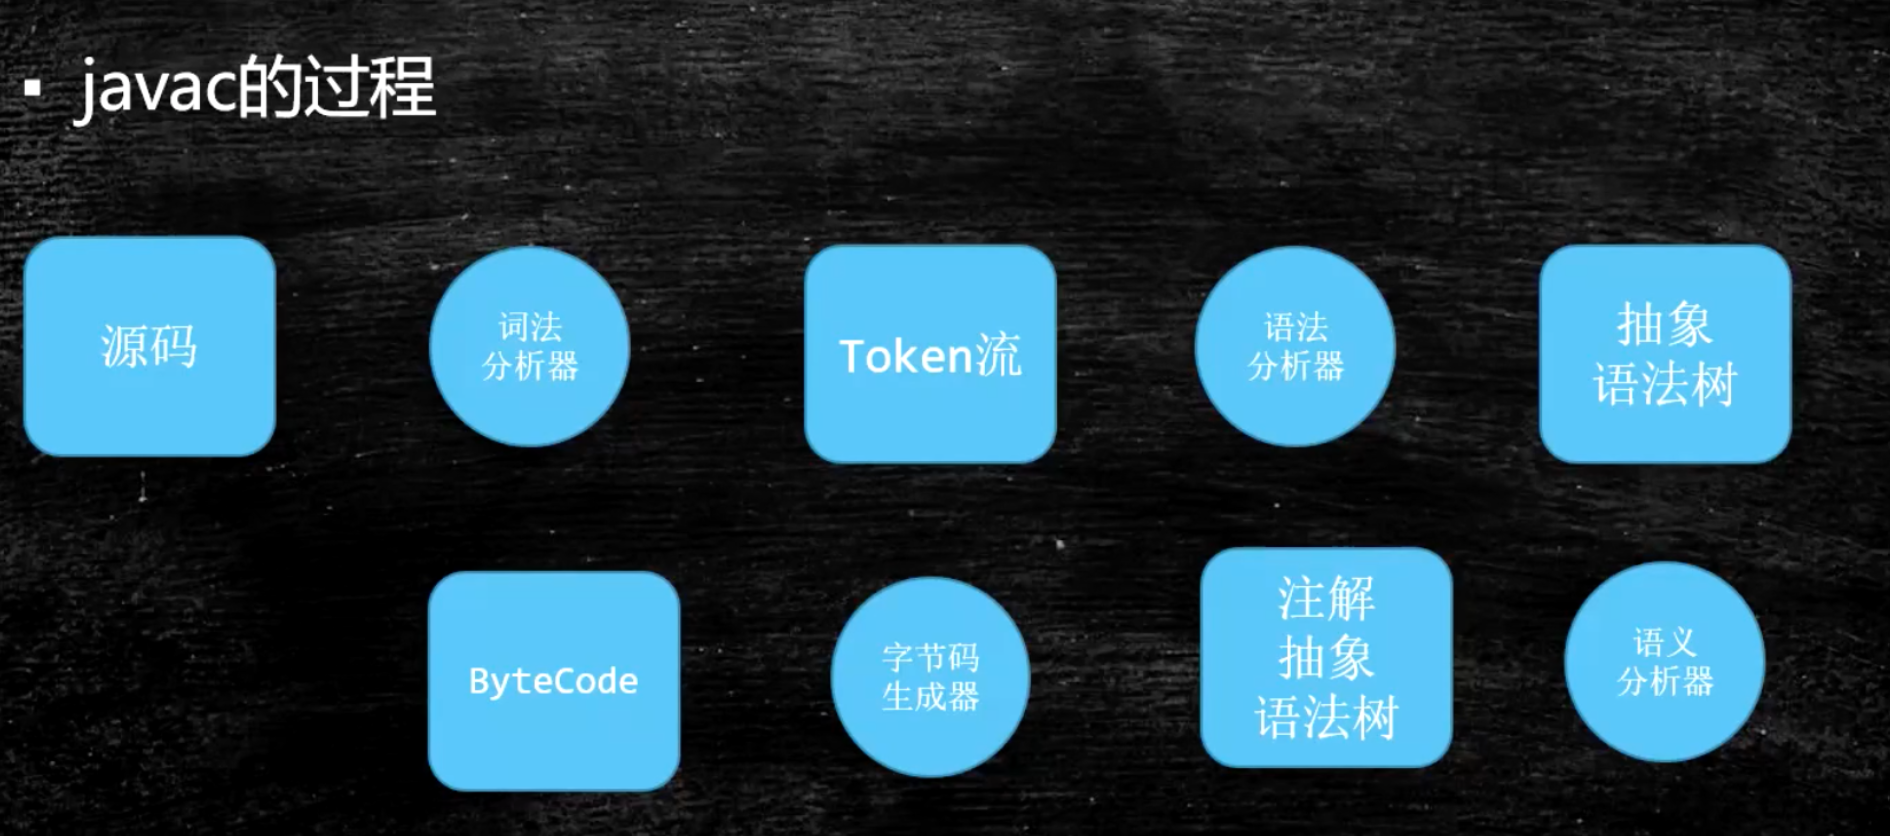 ▪ javac的过程
源码
词法
分析器
Token流
语法
分析器
抽象
语法树
ByteCode
字节码
生成器
注解
抽象
语法树
语义
分析器